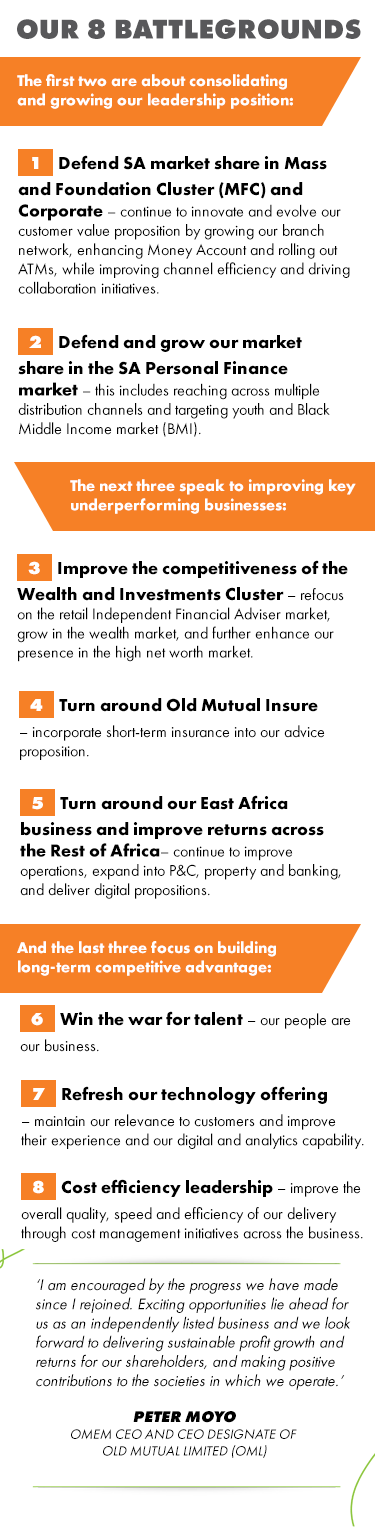 OUR 8 BATTLEGROUNDS
The first two are about consolidating
and growing our leadership position:
1 Defend SA market share in Mass
and Foundation Cluster (MFC) and
Corporate – continue to innovate and evolve our
customer value proposition by growing our branch
network, enhancing Money Account and rolling out
ATMs, while improving channel efficiency and driving
collaboration initiatives.
2 Defend and grow our market
share in the SA Personal Finance
market – this includes reaching across multiple
distribution channels and targeting youth and Black
Middle Income market (BMI).
The next three speak to improving key
underperforming businesses:
3 Improve the competitiveness of the
Wealth and Investments Cluster – refocus
on the retail Independent Financial Adviser market,
grow in the wealth market, and further enhance our
presence in the high net worth market.
4 Turn around Old Mutual Insure
– incorporate short-term insurance into our advice
proposition.
5 Turn around our East Africa
business and improve returns across
the Rest of Africa– continue to improve
operations, expand into P&C, property and banking,
and deliver digital propositions.
And the last three focus on building
long-term competitive advantage:
6 Win the war for talent – our people are
our business.
7 Refresh our technology offering
– maintain our relevance to customers and improve
their experience and our digital and analytics capability.
8 Cost efficiency leadership – improve the
overall quality, speed and efficiency of our delivery
through cost management initiatives across the business.
‘I am encouraged by the progress we have made
since I rejoined. Exciting opportunities lie ahead for
us as an independently listed business and we look
forward to delivering sustainable profit growth and
returns for our shareholders, and making positive
contributions to the societies in which we operate.’
PETER MOYO
OMEM CEO AND CEO DESIGNATE OF
OLD MUTUAL LIMITED (OML)